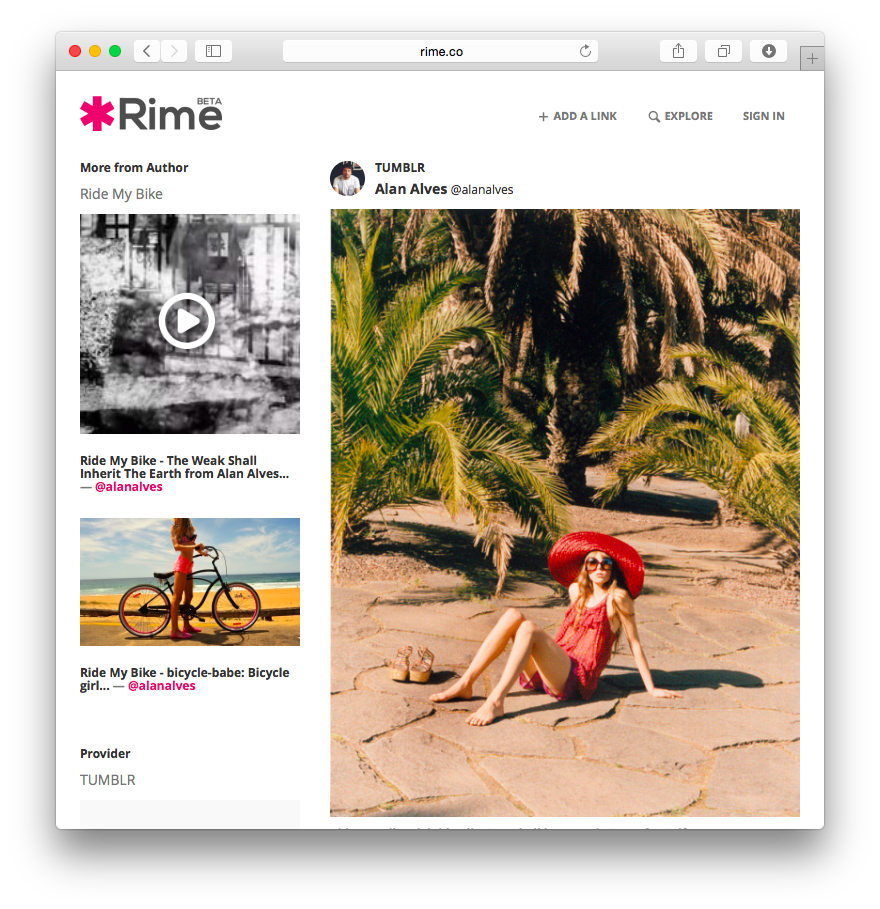 rime.co
Rime BETA
+ ADD A LINK
EXPLORE
SIGN IN
More from Author
Ride My Bike
Ride My Bike - The Weak Shall
Inherit The Earth from Alan Alves...
— @alanalves
Ride My Bike - bicycle-babe: Bicycle
girl... — @alanalves
Provider
TUMBLR
TUMBLR
Alan Alves @alanalves